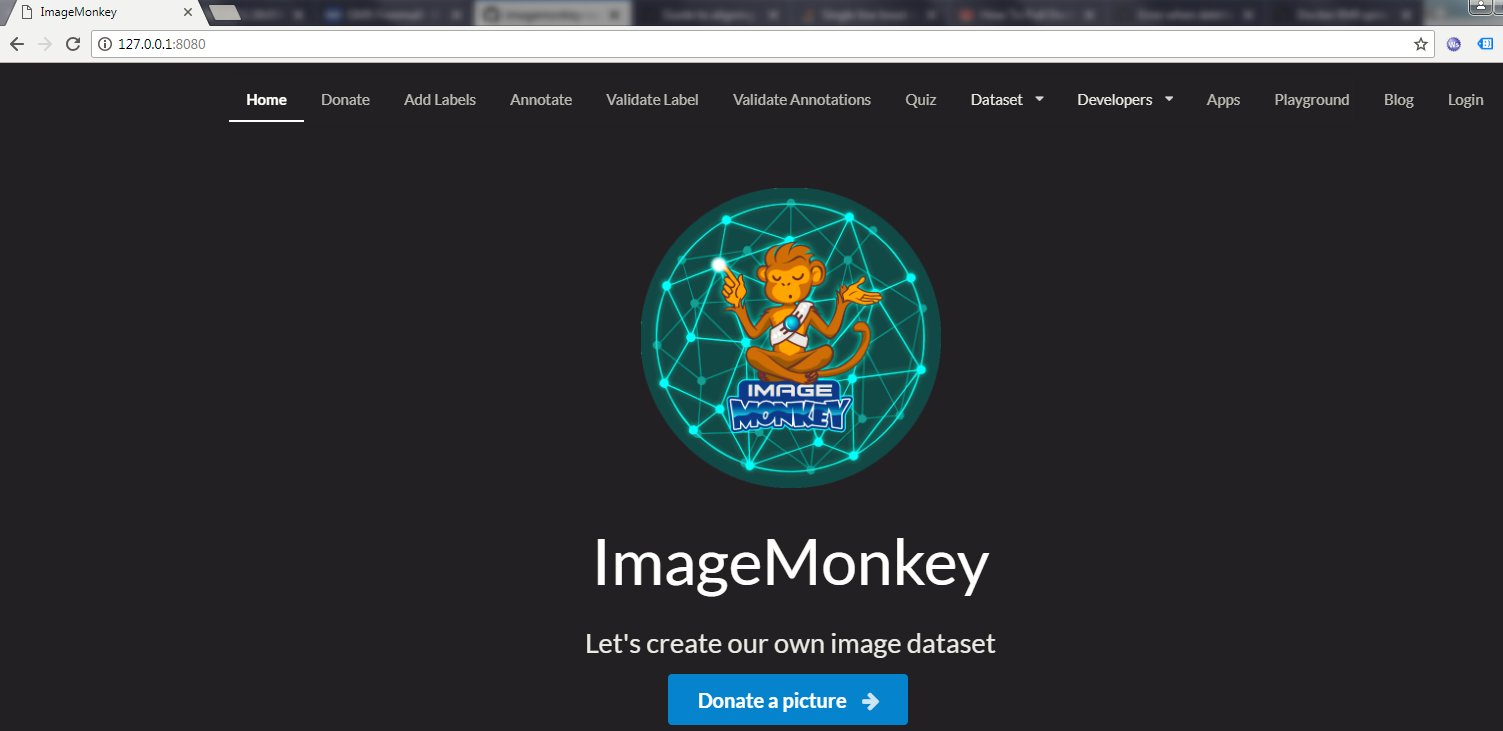 ImageMonkey
127.0.0.1:8080
Home Donate Add Labels Annotate Validate Label Validate Annotations Quiz Dataset Developers Apps Playground Blog Login
IMAGE
MONKEY
ImageMonkey
Let's create our own image dataset
Donate a picture